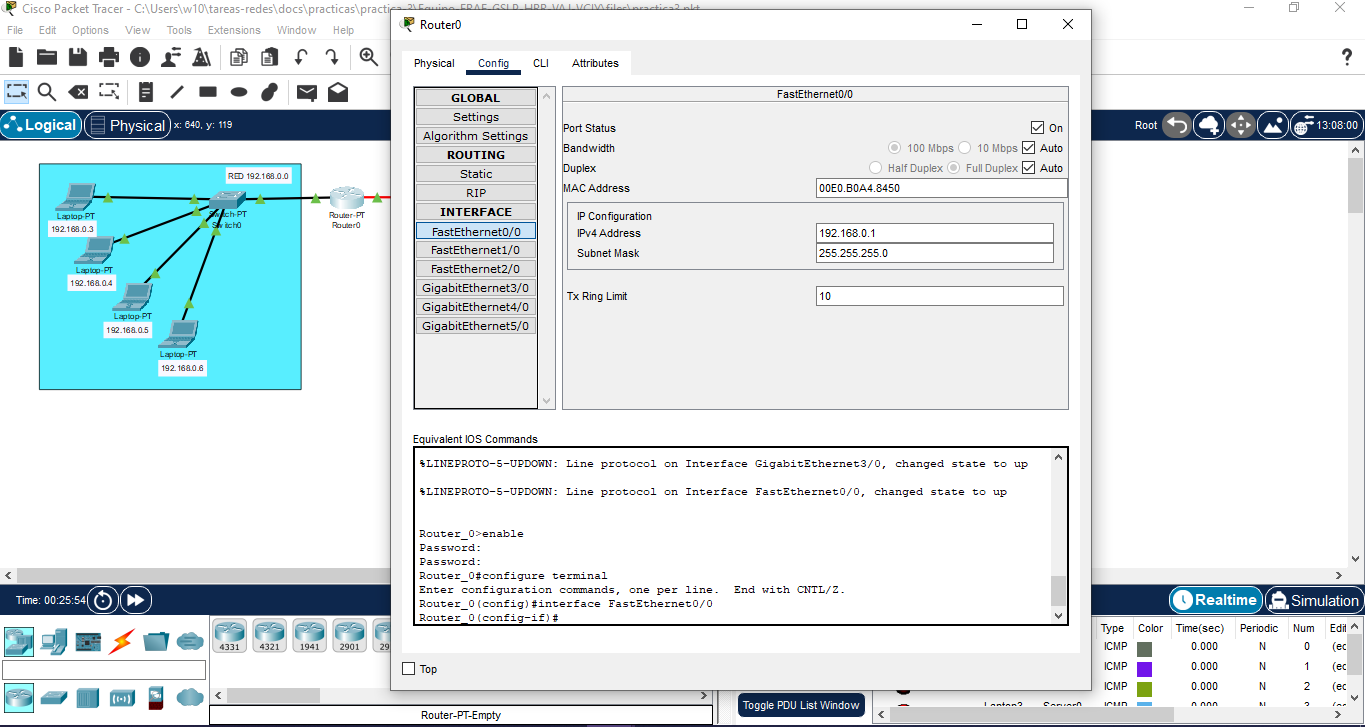 Cisco Packet Tracer - C:\Users\w10\tareas-redes\docs\practicas\practica-3\Equipo-FRAF-GSLP-HRR-VAJ-VCIY\files\practica3.pkt
Router0
File Edit Options View Tools Extensions Window Help
Physical Config CLI Attributes
Logical Physical x: 640, y: 119
Root 13:08:00
RED 192.168.0.0
Laptop-PT
192.168.0.3
Switch-PT
Switch0
Router-PT
Router0
Laptop-PT
192.168.0.4
Laptop-PT
192.168.0.5
Laptop-PT
192.168.0.6
GLOBAL
Settings
Algorithm Settings
ROUTING
Static
RIP
INTERFACE
FastEthernet0/0
FastEthernet1/0
FastEthernet2/0
GigabitEthernet3/0
GigabitEthernet4/0
GigabitEthernet5/0
FastEthernet0/0
Port Status On
Bandwidth 100 Mbps 10 Mbps Auto
Duplex Half Duplex Full Duplex Auto
MAC Address 00E0.B0A4.8450
IP Configuration
IPv4 Address 192.168.0.1
Subnet Mask 255.255.255.0
Tx Ring Limit 10
Equivalent IOS Commands
%LINEPROTO-5-UPDOWN: Line protocol on Interface GigabitEthernet3/0, changed state to up
%LINEPROTO-5-UPDOWN: Line protocol on Interface FastEthernet0/0, changed state to up
Router_0>enable
Password:
Password:
Router_0#configure terminal
Enter configuration commands, one per line. End with CNTL/Z.
Router_0(config)#interface FastEthernet0/0
Router_0(config-if)#
Top
Time: 00:25:54
Realtime Simulation
4331 4321 1941 2901 29
Router-PT-Empty
Toggle PDU List Window
Type Color Time(sec) Periodic Num Edit
ICMP 0.000 N 0 (ec
ICMP 0.000 N 1 (ec
ICMP 0.000 N 2 (ec
Laptop3 Server0 ICMP 0.000 N 3 (ec